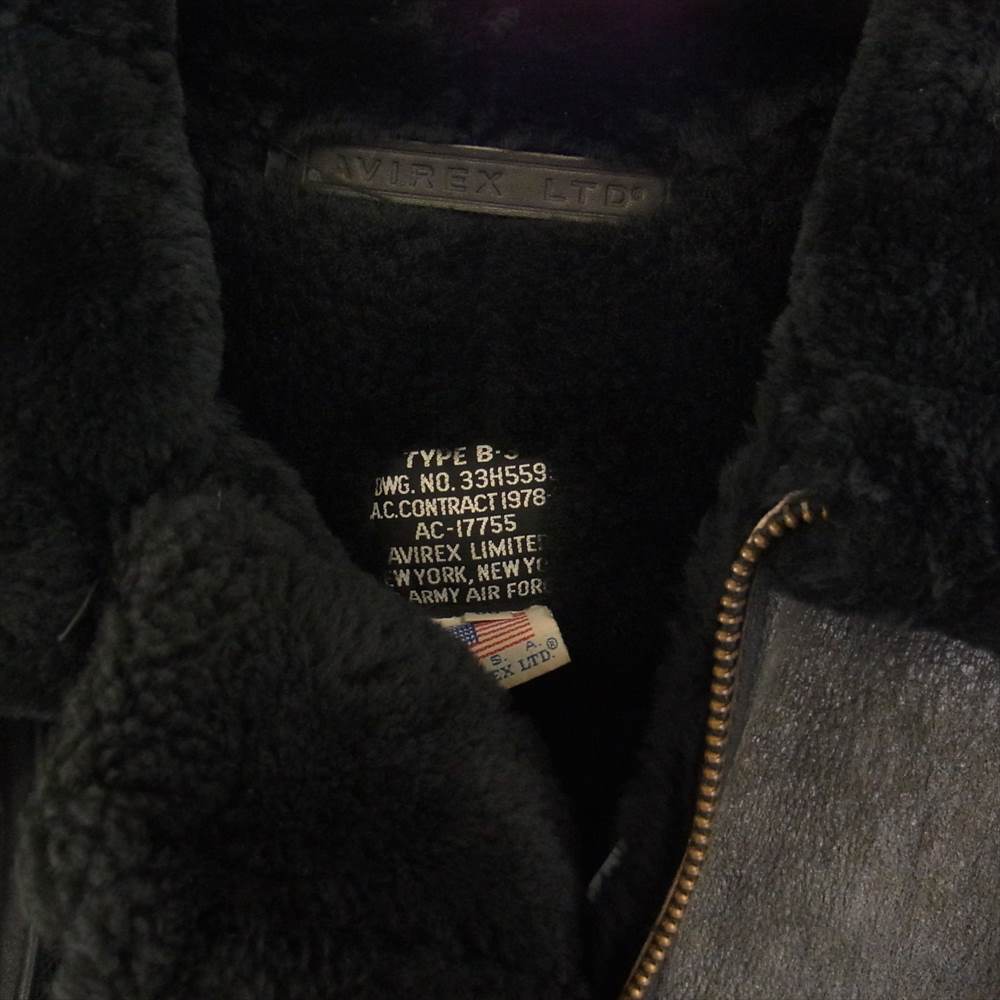 AVIREX LTD®
TYPE B-3
DWG. NO. 33H559
A.C. CONTRACT 1978
AC-17755
AVIREX LIMITE
EW YORK, NEW YO
ARMY AIR FOR
S. A.
EX LTD.®